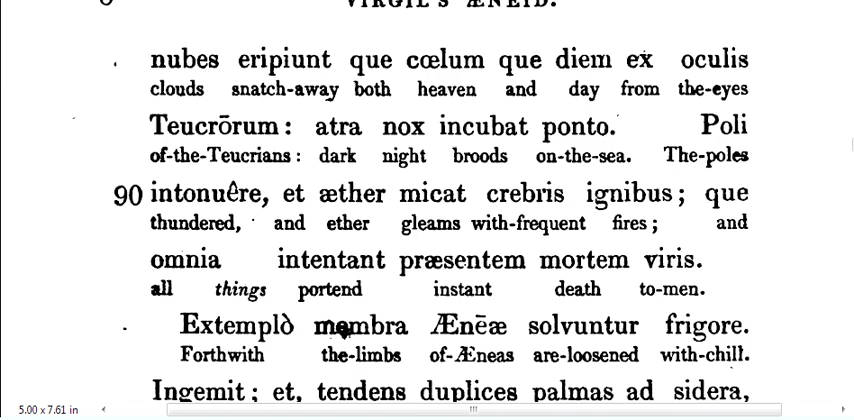 VIRGIL'S ÆNEID.
nubes eripiunt que cœlum que diem ex oculis
clouds snatch-away both heaven and day from the-eyes
Teucrōrum: atra nox incubat ponto. Poli
of-the-Teucrians: dark night broods on-the-sea. The-poles
90 intonuêre, et æther micat crebris ignibus; que
thundered, and ether gleams with-frequent fires; and
omnia intentant præsentem mortem viris.
all things portend instant death to-men.
Extemplò membra Ænēæ solvuntur frigore.
Forthwith the-limbs of-Æneas are-loosened with-chill.
Ingemit; et, tendens duplices palmas ad sidera,
5.00 x 7.61 in